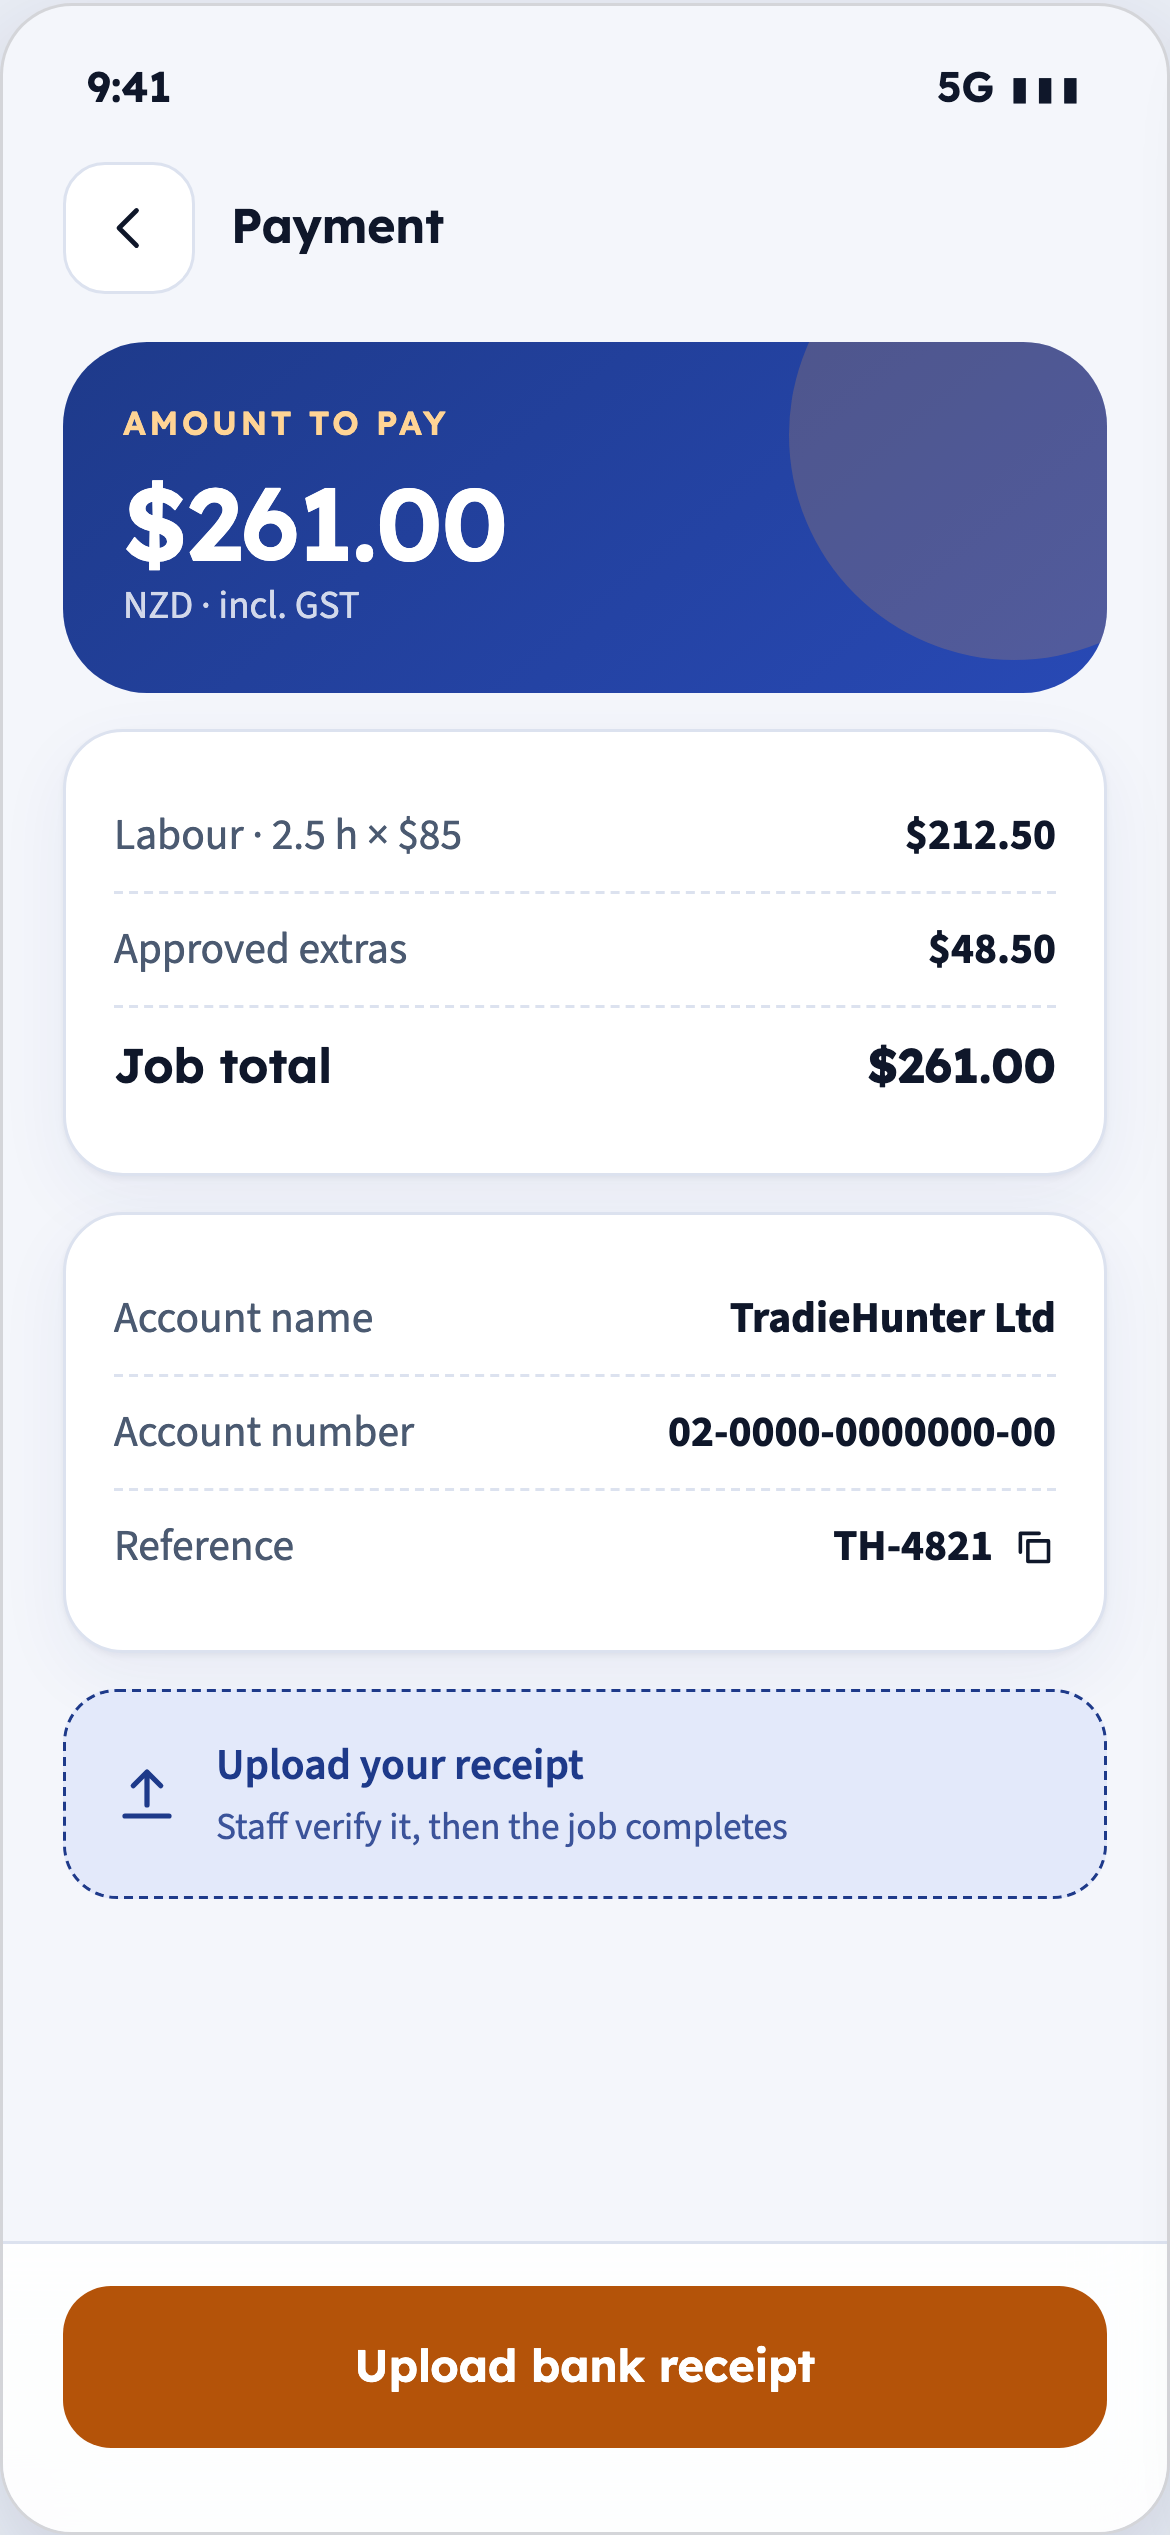 9:41
5G
Payment
AMOUNT TO PAY
$261.00
NZD · incl. GST
Labour · 2.5 h × $85 $212.50
Approved extras $48.50
Job total $261.00
Account name TradieHunter Ltd
Account number 02-0000-0000000-00
Reference TH-4821
Upload your receipt
Staff verify it, then the job completes
Upload bank receipt